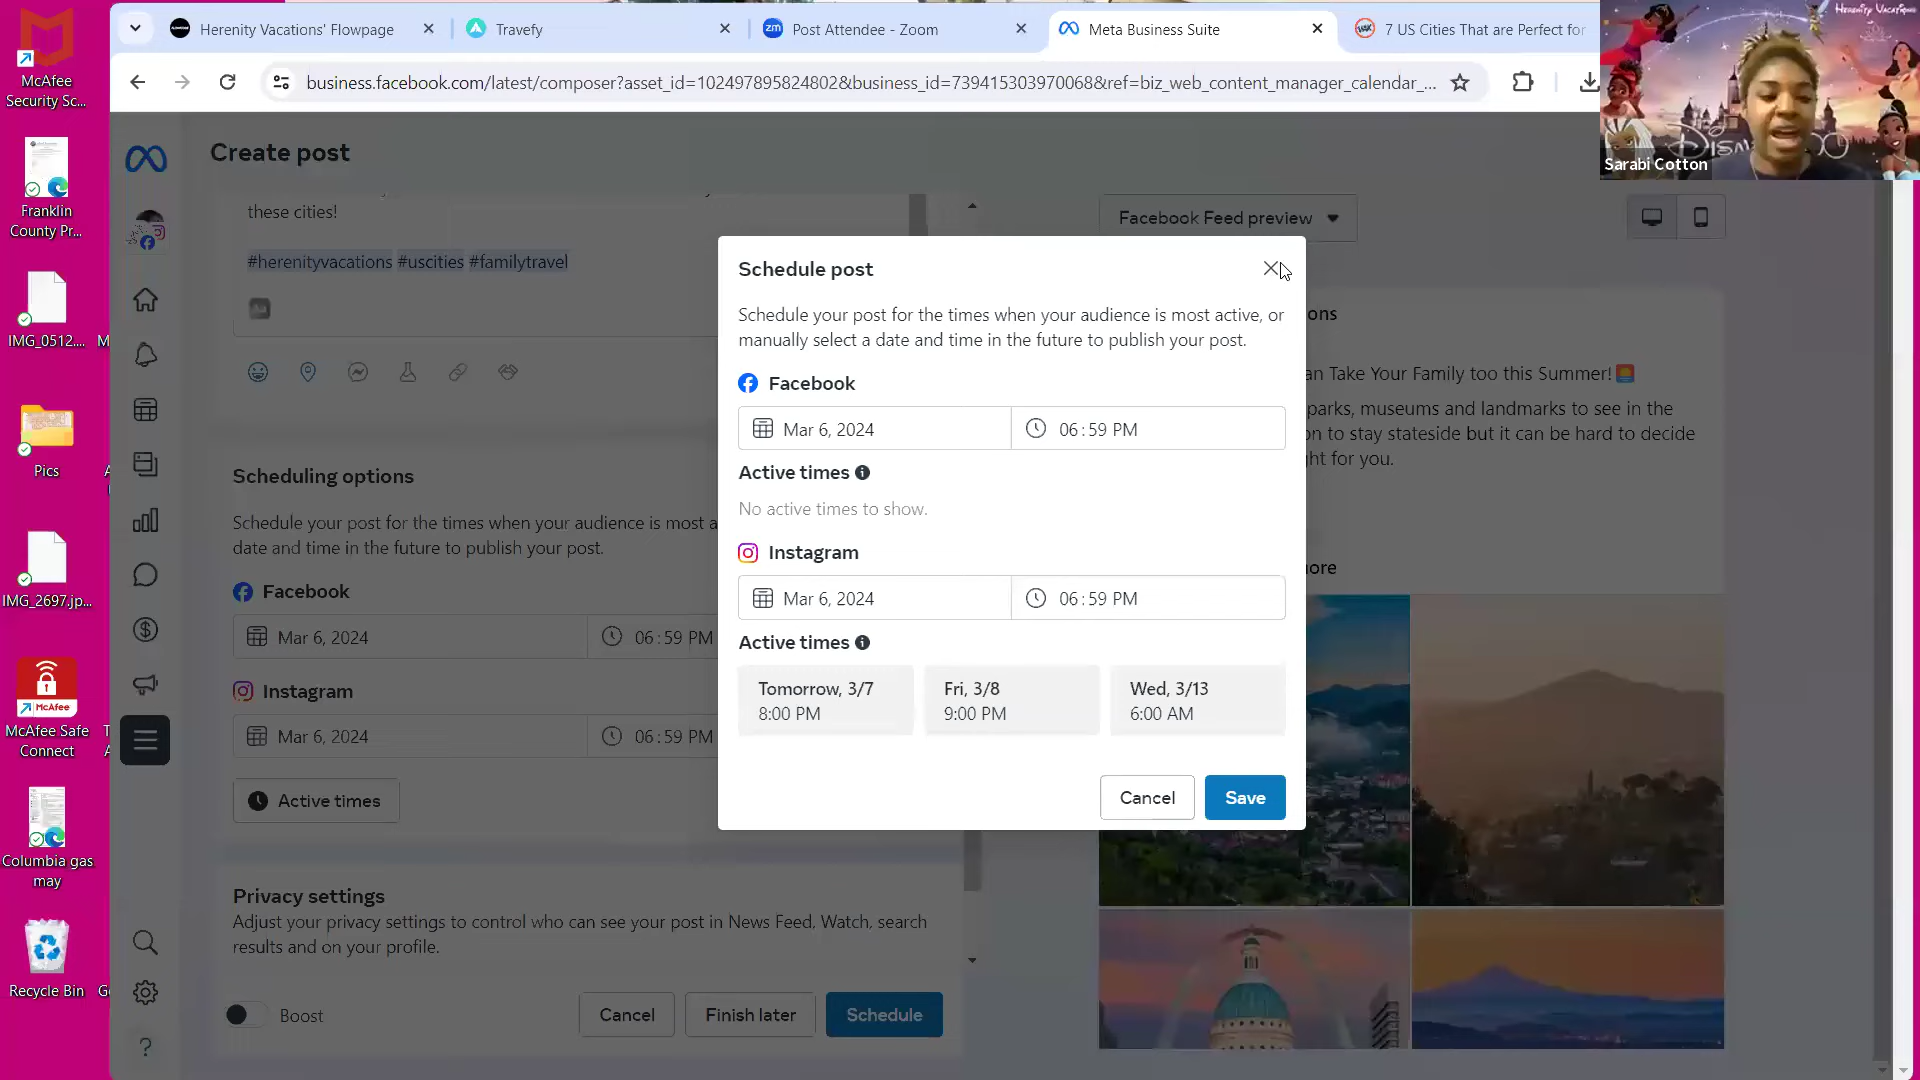 McAfee
Security Sc...
Franklin
County Pr...
IMG_0512....
Pics
IMG_2697.jp...
McAfee
McAfee Safe
Connect
Columbia gas
may
Recycle Bin
Herenity Vacations' Flowpage
Travefy
zm
Post Attendee - Zoom
Meta Business Suite
7 US Cities That are Perfect for
business.facebook.com/latest/composer?asset_id=102497895824802&business_id=739415303970068&ref=biz_web_content_manager_calendar_...
Herenity Vacations
Sarabi Cotton
Create post
these cities!
#herenityvacations #uscities #familytravel
Scheduling options
Schedule your post for the times when your audience is most a
date and time in the future to publish your post.
Facebook
Mar 6, 2024
06:59 PM
Instagram
Mar 6, 2024
06:59 PM
Active times
Privacy settings
Adjust your privacy settings to control who can see your post in News Feed, Watch, search
results and on your profile.
Boost
Cancel
Finish later
Schedule
Schedule post
Schedule your post for the times when your audience is most active, or
manually select a date and time in the future to publish your post.
Facebook
Mar 6, 2024
06:59 PM
Active times
No active times to show.
Instagram
Mar 6, 2024
06:59 PM
Active times
Tomorrow, 3/7
8:00 PM
Fri, 3/8
9:00 PM
Wed, 3/13
6:00 AM
Cancel
Save
Facebook Feed preview
ons
an Take Your Family too this Summer!
parks, museums and landmarks to see in the
on to stay stateside but it can be hard to decide
ht for you.
ore